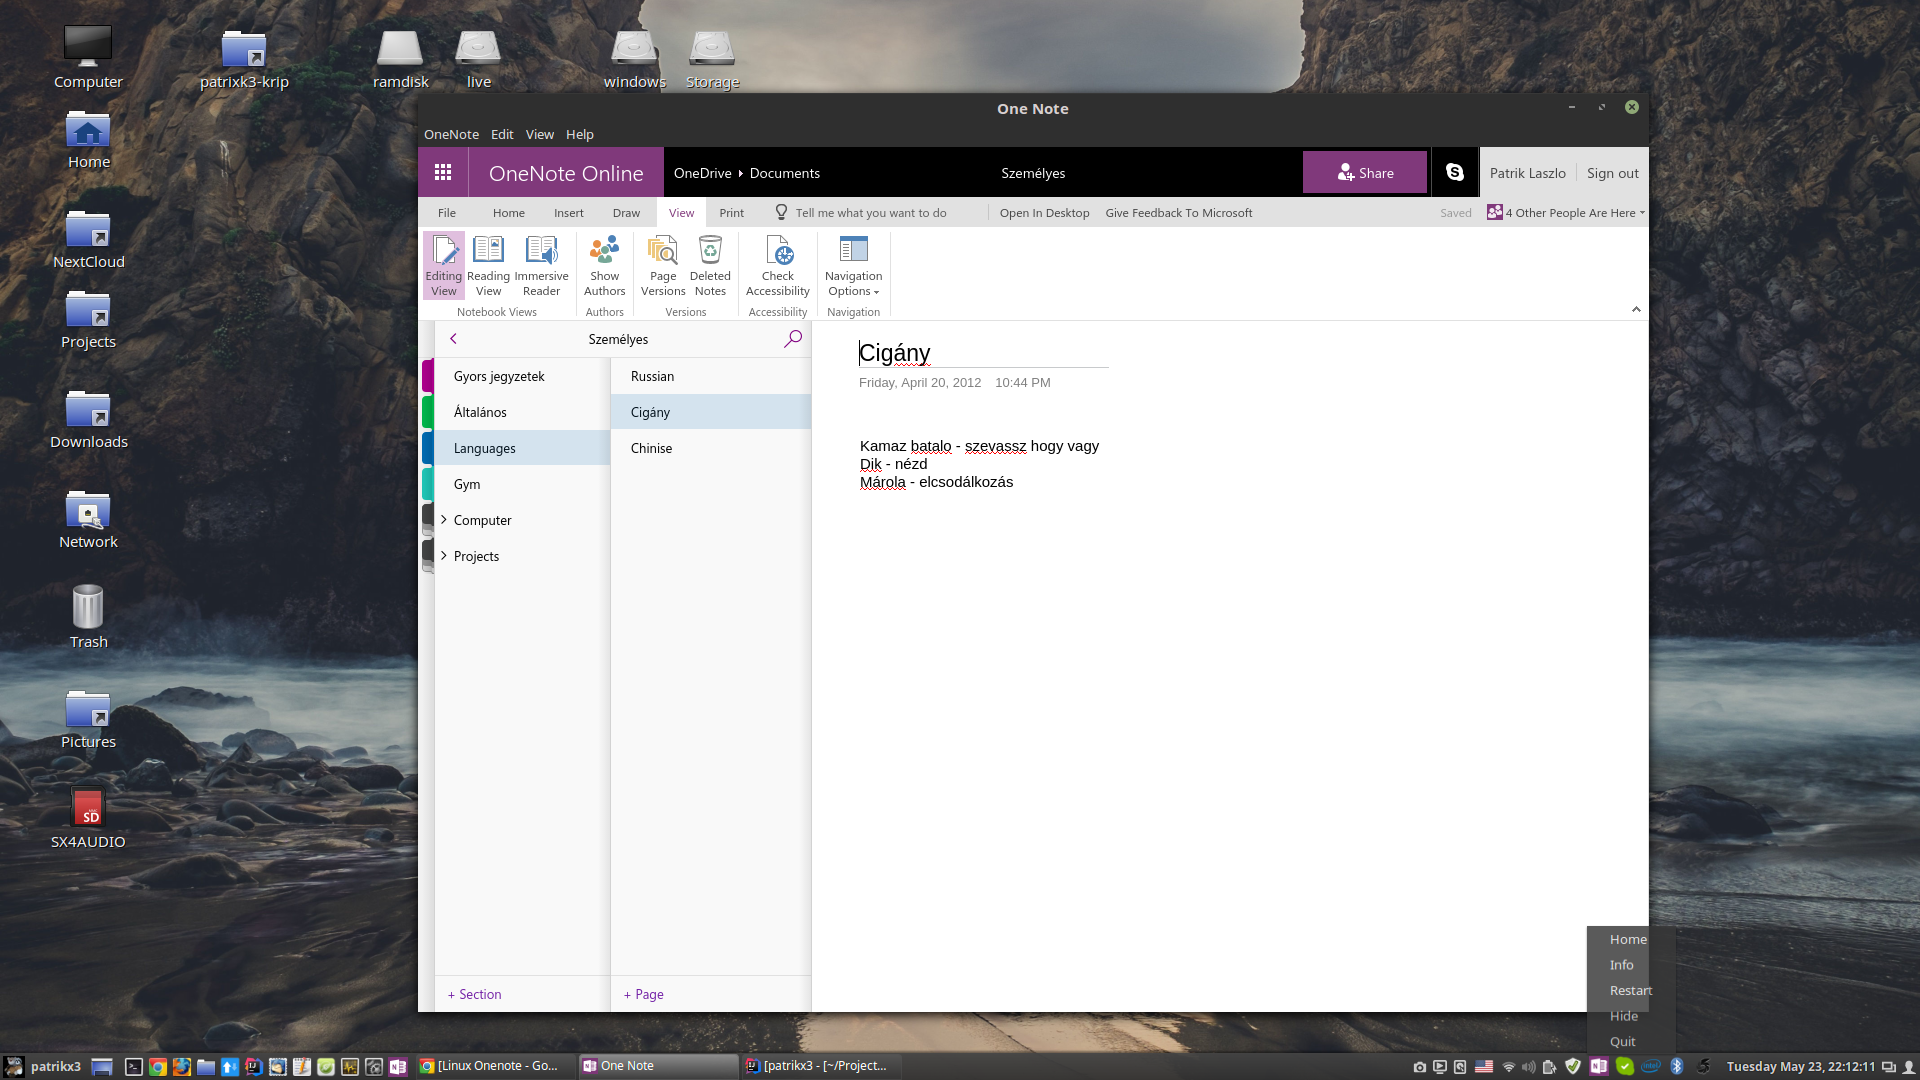 Computer
patrixk3-krip
ramdisk
live
windows
Storage
Home
NextCloud
Projects
Downloads
Network
Trash
Pictures
SD
SX4AUDIO
One Note
OneNote Edit View Help
OneNote Online
OneDrive Documents
Személyes
Share
Patrik Laszlo
Sign out
File Home Insert Draw View Print
Tell me what you want to do
Open In Desktop
Give Feedback To Microsoft
Saved
4 Other People Are Here
Editing View
Reading View
Immersive Reader
Show Authors
Page Versions
Deleted Notes
Check Accessibility
Navigation Options
Notebook Views
Authors
Versions
Accessibility
Navigation
Személyes
Gyors jegyzetek
Általános
Languages
Gym
Computer
Projects
+ Section
Russian
Cigány
Chinise
+ Page
Cigány
Friday, April 20, 2012 10:44 PM
Kamaz batalo - szevassz hogy vagy
Dik - nézd
Márola - elcsodálkozás
Home
Info
Restart
Hide
Quit
patrikx3
[Linux Onenote - Go...
One Note
[patrikx3 - [~/Project...
Tuesday May 23, 22:12:11